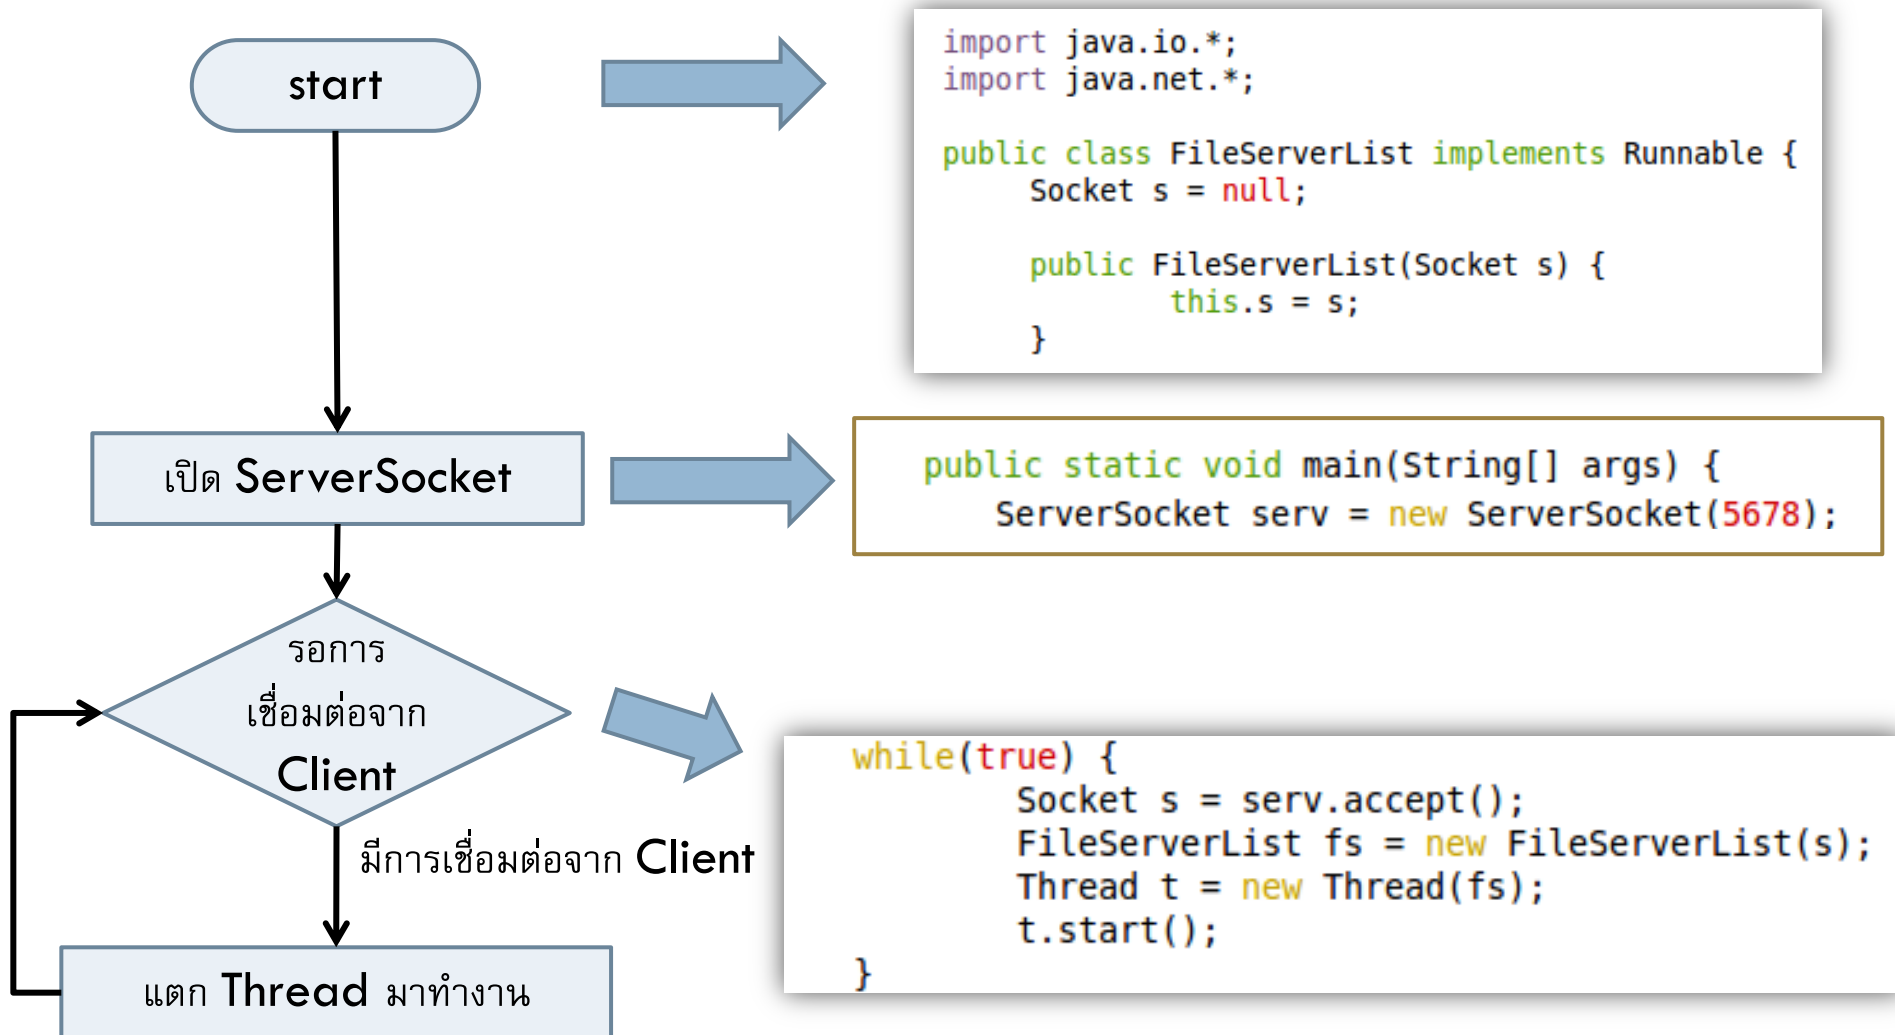 start
import java.io.*;
import java.net.*;
public class FileServerList implements Runnable {
Socket s = null;
public FileServerList(Socket s) {
this.s = s;
}
เปิด ServerSocket
public static void main(String[] args) {
ServerSocket serv = new ServerSocket(5678);
รอการ
เชื่อมต่อจาก
Client
while(true) {
Socket s = serv.accept();
FileServerList fs = new FileServerList(s);
Thread t = new Thread(fs);
t.start();
}
มีการเชื่อมต่อจาก Client
แตก Thread มาทำงาน